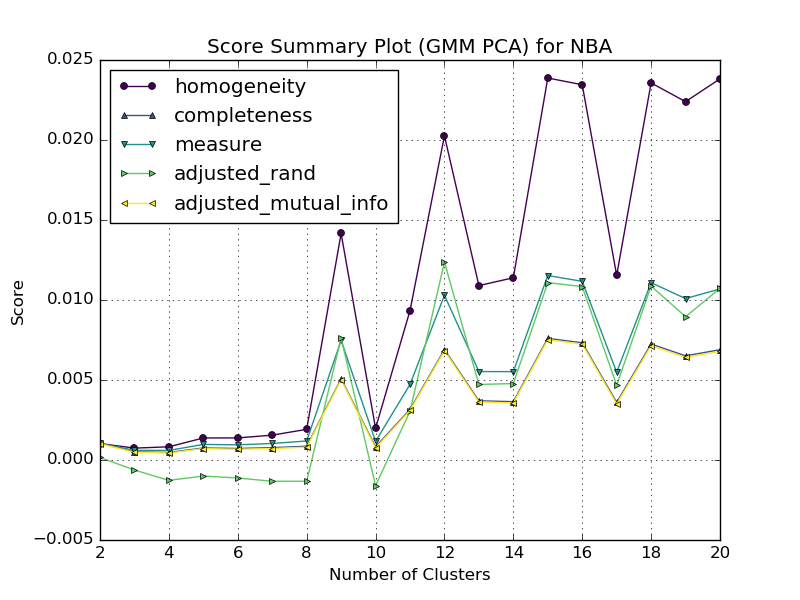 Score Summary Plot (GMM PCA) for NBA
0.025
0.020
0.015
0.010
0.005
0.000
−0.005
Score
homogeneity
completeness
measure
adjusted_rand
adjusted_mutual_info
2 4 6 8 10 12 14 16 18 20
Number of Clusters